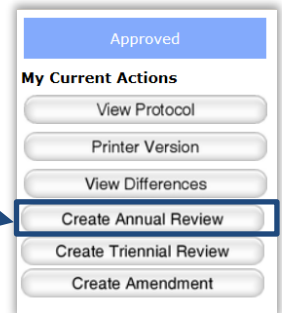 Approved
My Current Actions
View Protocol
Printer Version
View Differences
Create Annual Review
Create Triennial Review
Create Amendment